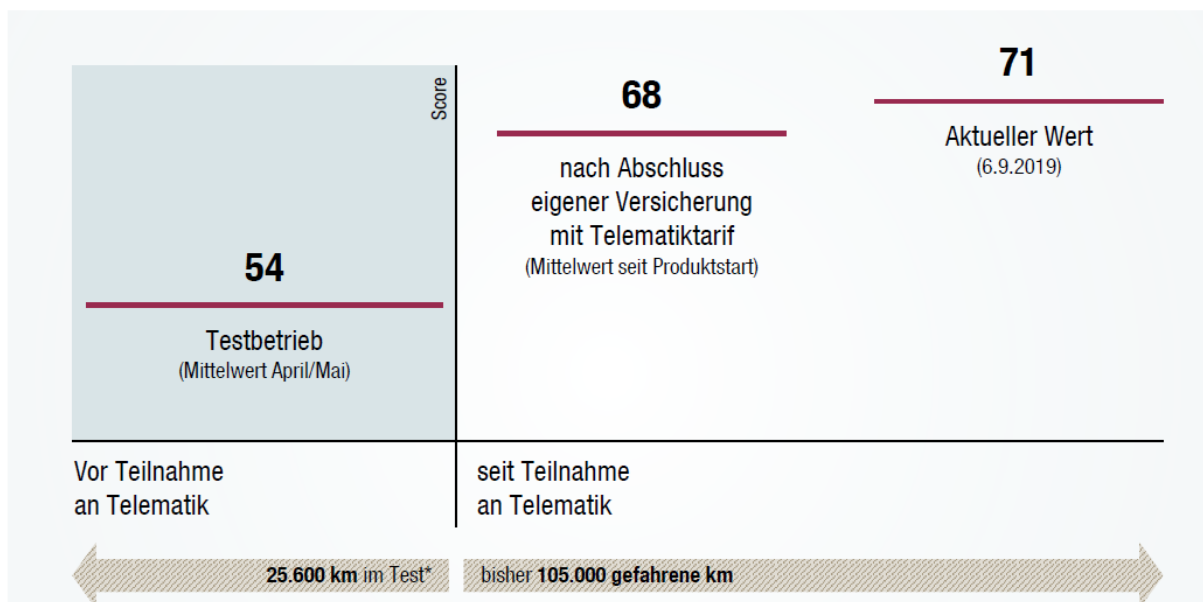 Score
54
Testbetrieb
(Mittelwert April/Mai)
68
nach Abschluss
eigener Versicherung
mit Telematiktarif
(Mittelwert seit Produktstart)
71
Aktueller Wert
(6.9.2019)
Vor Teilnahme
an Telematik
seit Teilnahme
an Telematik
25.600 km im Test*
bisher 105.000 gefahrene km